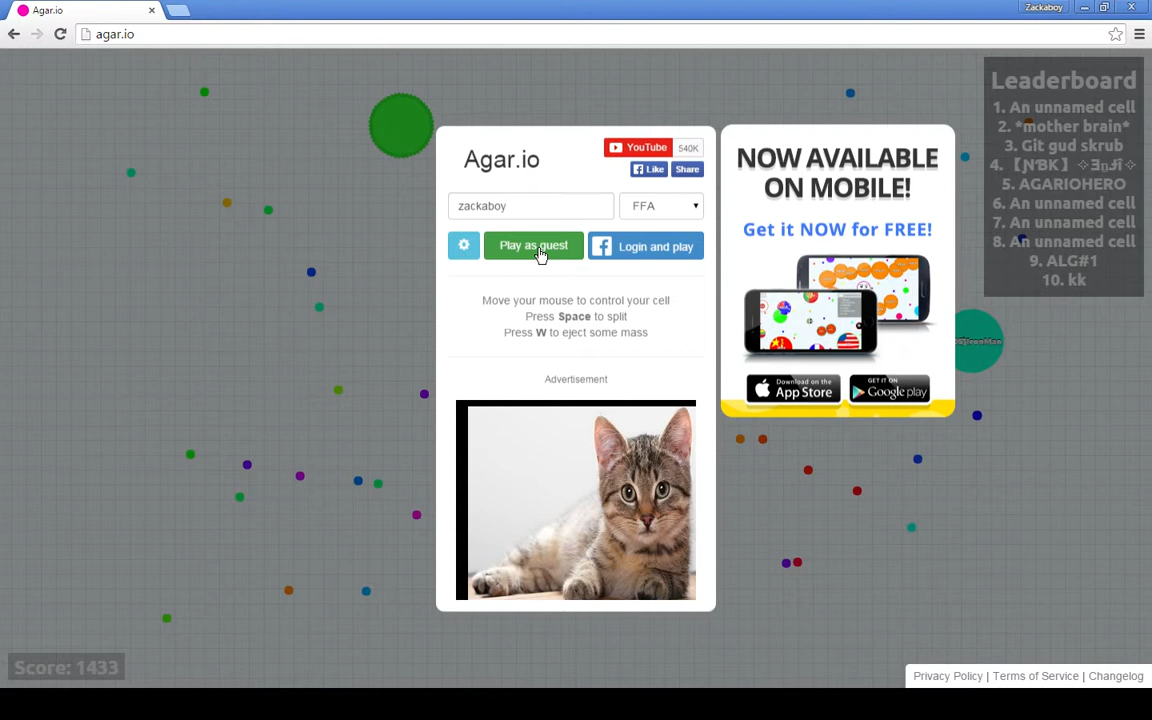 Agar.io
Zackaboy
agar.io
Leaderboard
1. An unnamed cell
2. *mother brain*
3. Git gud skrub
5. AGARIOHERO
6. An unnamed cell
7. An unnamed cell
8. An unnamed cell
9. ALG#1
10. kk
Agar.io
YouTube 540K
Like Share
zackaboy FFA
Play as guest Login and play
Move your mouse to control your cell
Press Space to split
Press W to eject some mass
Advertisement
NOW AVAILABLE
ON MOBILE!
Get it NOW for FREE!
Download on the
App Store
GET IT ON
Google play
Score: 1433
Privacy Policy | Terms of Service | Changelog